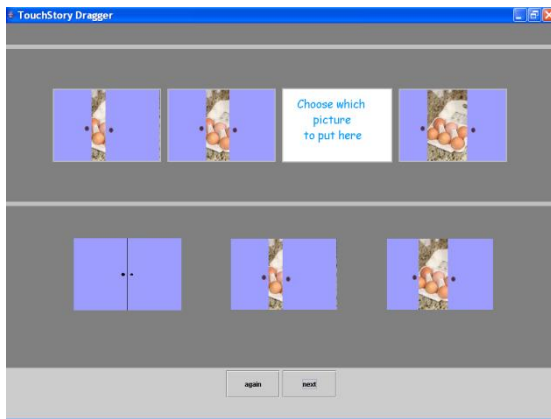 TouchStory Dragger
Choose which
picture
to put here
again
next